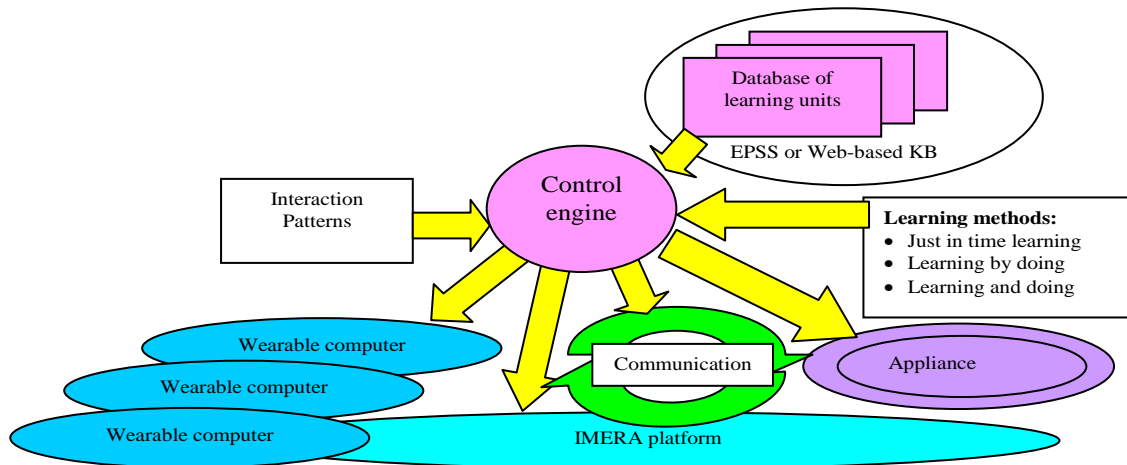 Database of
learning units
EPSS or Web-based KB
Control
engine
Interaction
Patterns
Learning methods:
• Just in time learning
• Learning by doing
• Learning and doing
Wearable computer
Communication
Appliance
Wearable computer
Wearable computer
IMERA platform